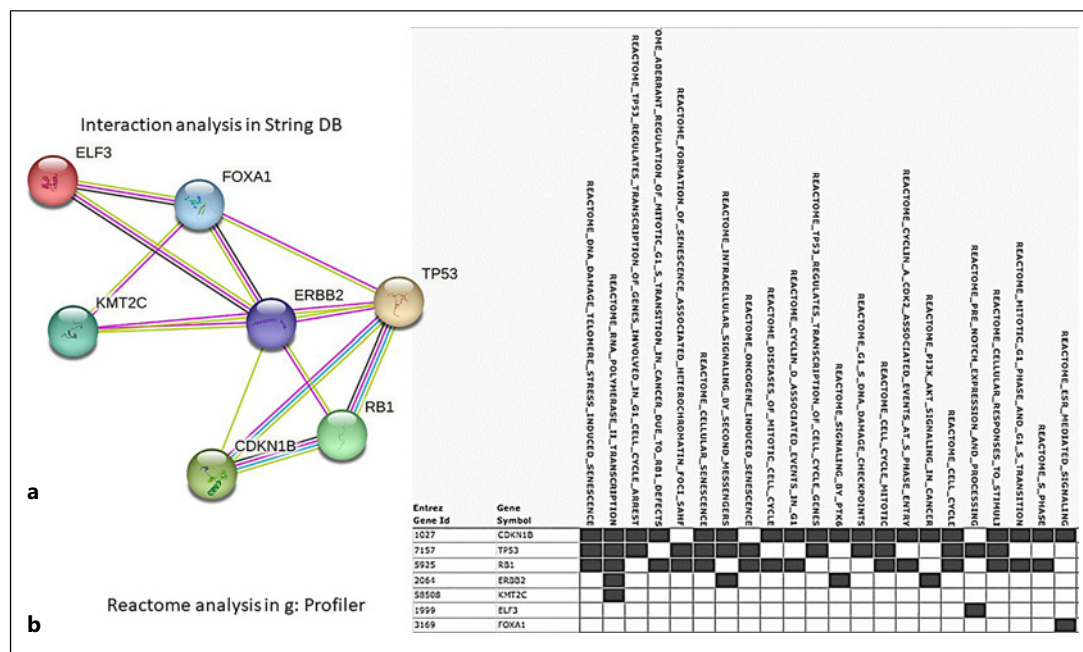 Interaction analysis in String DB
ELF3
FOXA1
TP53
ERBB2
KMT2C
RB1
CDKN1B
a
Reactome analysis in g: Profiler
b
REACTOME_DNA_DAMAGE_TELOMERE_STRESS_INDUCED_SENESCENCE
REACTOME_RNA_POLYMERASE_II_TRANSCRIPTION
REACTOME_TP53_REGULATES_TRANSCRIPTION_OF_GENES_INVOLVED_IN_G1_CELL_CYCLE_ARREST
OME_ABERRANT_REGULATION_OF_MITOTIC_G1_S_TRANSITION_IN_CANCER_DUE_TO_RB1_DEFECTS
REACTOME_FORMATION_OF_SENESCENCE_ASSOCIATED_HETEROCHROMATIN_FOCI_SAHF
REACTOME_CELLULAR_SENESCENCE
REACTOME_INTRACELLULAR_SIGNALING_BY_SECOND_MESSENGERS
REACTOME_ONCOGENE_INDUCED_SENESCENCE
REACTOME_DISEASES_OF_MITOTIC_CELL_CYCLE
REACTOME_CYCLIN_D_ASSOCIATED_EVENTS_IN_G1
REACTOME_TP53_REGULATES_TRANSCRIPTION_OF_CELL_CYCLE_GENES
REACTOME_SIGNALING_BY_PTK6
REACTOME_G1_S_DNA_DAMAGE_CHECKPOINTS
REACTOME_CELL_CYCLE_MITOTIC
REACTOME_CYCLIN_A_CDK2_ASSOCIATED_EVENTS_AT_S_PHASE_ENTRY
REACTOME_PI3K_AKT_SIGNALING_IN_CANCER
REACTOME_CELL_CYCLE
REACTOME_PRE_NOTCH_EXPRESSION_AND_PROCESSING
REACTOME_CELLULAR_RESPONSES_TO_STIMULI
REACTOME_MITOTIC_G1_PHASE_AND_G1_S_TRANSITION
REACTOME_S_PHASE
REACTOME_ESR_MEDIATED_SIGNALING
Entrez Gene
Gene Id Symbol
1027 CDKN1B
7157 TP53
5925 RB1
2064 ERBB2
58508 KMT2C
1999 ELF3
3169 FOXA1